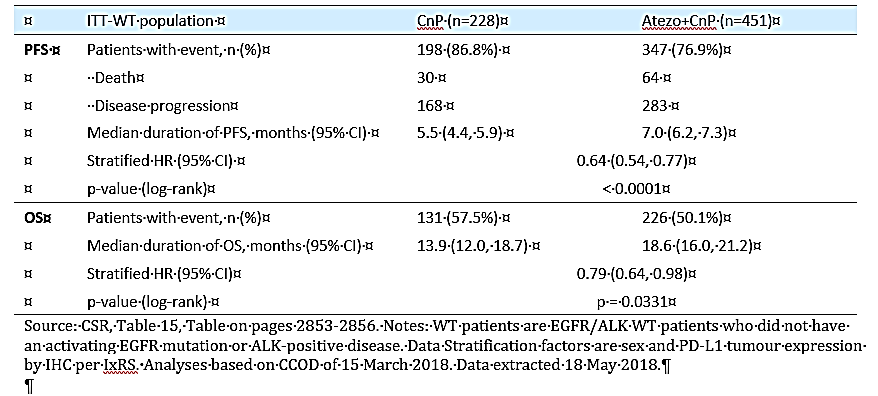 ¤ ITT-WT·population·¤ CnP·(n=228)¤ Atezo+CnP·(n=451)¤
PFS·¤ Patients·with·event,·n·(%) 198·(86.8%)·¤ 347·(76.9%)¤
¤ ··Death¤ 30·¤ 64·¤
¤ ··Disease·progression¤ 168·¤ 283·¤
¤ Median·duration·of·PFS,·months·(95%·CI)·¤ 5.5·(4.4,·5.9)·¤ 7.0·(6.2,·7.3)¤
¤ Stratified·HR·(95%·CI)·¤ 0.64·(0.54,·0.77)¤
¤ p-value·(log-rank)¤ <·0.0001¤
OS¤ Patients·with·event,·n·(%) 131·(57.5%)·¤ 226·(50.1%)¤
¤ Median·duration·of·OS,·months·(95%·CI)·¤ 13.9·(12.0,·18.7)·¤ 18.6·(16.0,·21.2)¤
¤ Stratified·HR·(95%·CI)¤ 0.79·(0.64,·0.98)¤
¤ p-value·(log-rank)·¤ p·=·0.0331¤
Source:·CSR,·Table·15,·Table·on·pages·2853-2856.·Notes:·WT·patients·are·EGFR/ALK·WT·patients·who·did·not·have·
an·activating·EGFR·mutation·or·ALK-positive·disease.·Data·Stratification·factors·are·sex·and·PD-L1·tumour·expression·
by·IHC·per·IxRS.·Analyses·based·on·CCOD·of·15·March·2018.·Data·extracted·18·May·2018.¶
¶